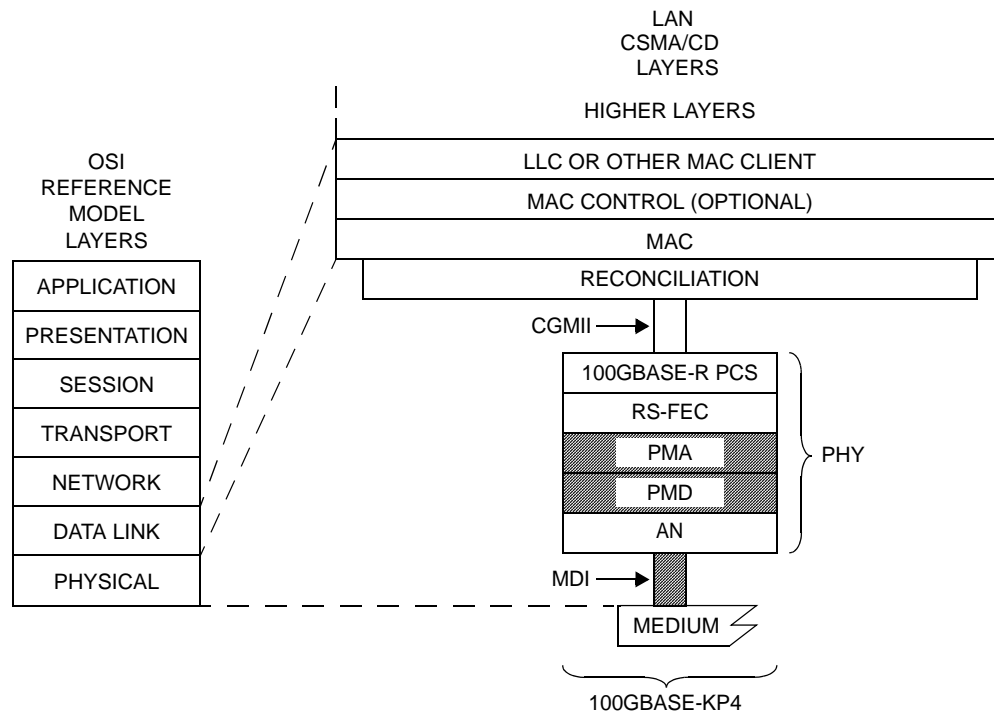 LAN
CSMA/CD
LAYERS
HIGHER LAYERS
OSI
REFERENCE
MODEL
LAYERS
LLC OR OTHER MAC CLIENT
MAC CONTROL (OPTIONAL)
MAC
RECONCILIATION
APPLICATION
PRESENTATION
SESSION
TRANSPORT
NETWORK
DATA LINK
PHYSICAL
CGMII
100GBASE-R PCS
RS-FEC
PMA
PMD
AN
PHY
MDI
MEDIUM
100GBASE-KP4